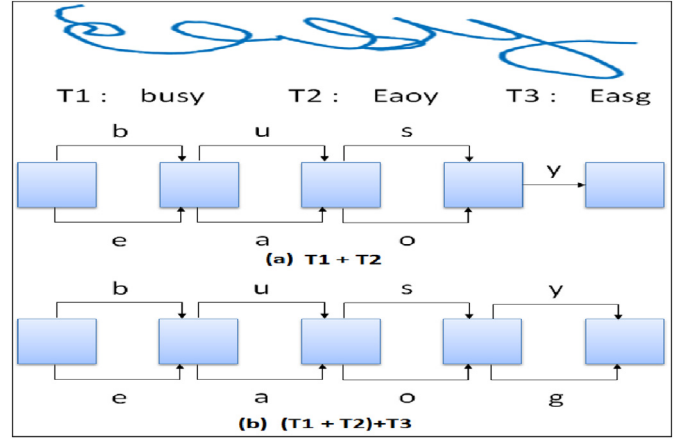 T1 : busy T2 : Eaoy T3 : Easg
b u s
y
e a o
(a) T1 + T2
b u s y
e a o g
(b) (T1 + T2)+T3